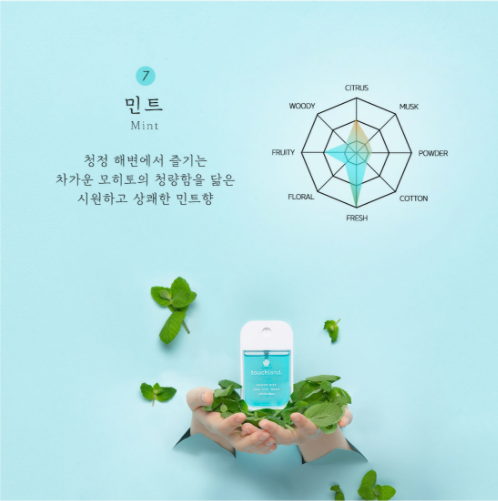 7
민트
Mint
청정 해변에서 즐기는
차가운 모히토의 청량함을 닮은
시원하고 상쾌한 민트향
CITRUS
WOODY
MUSK
FRUITY
POWDER
FLORAL
COTTON
FRESH
touchland.